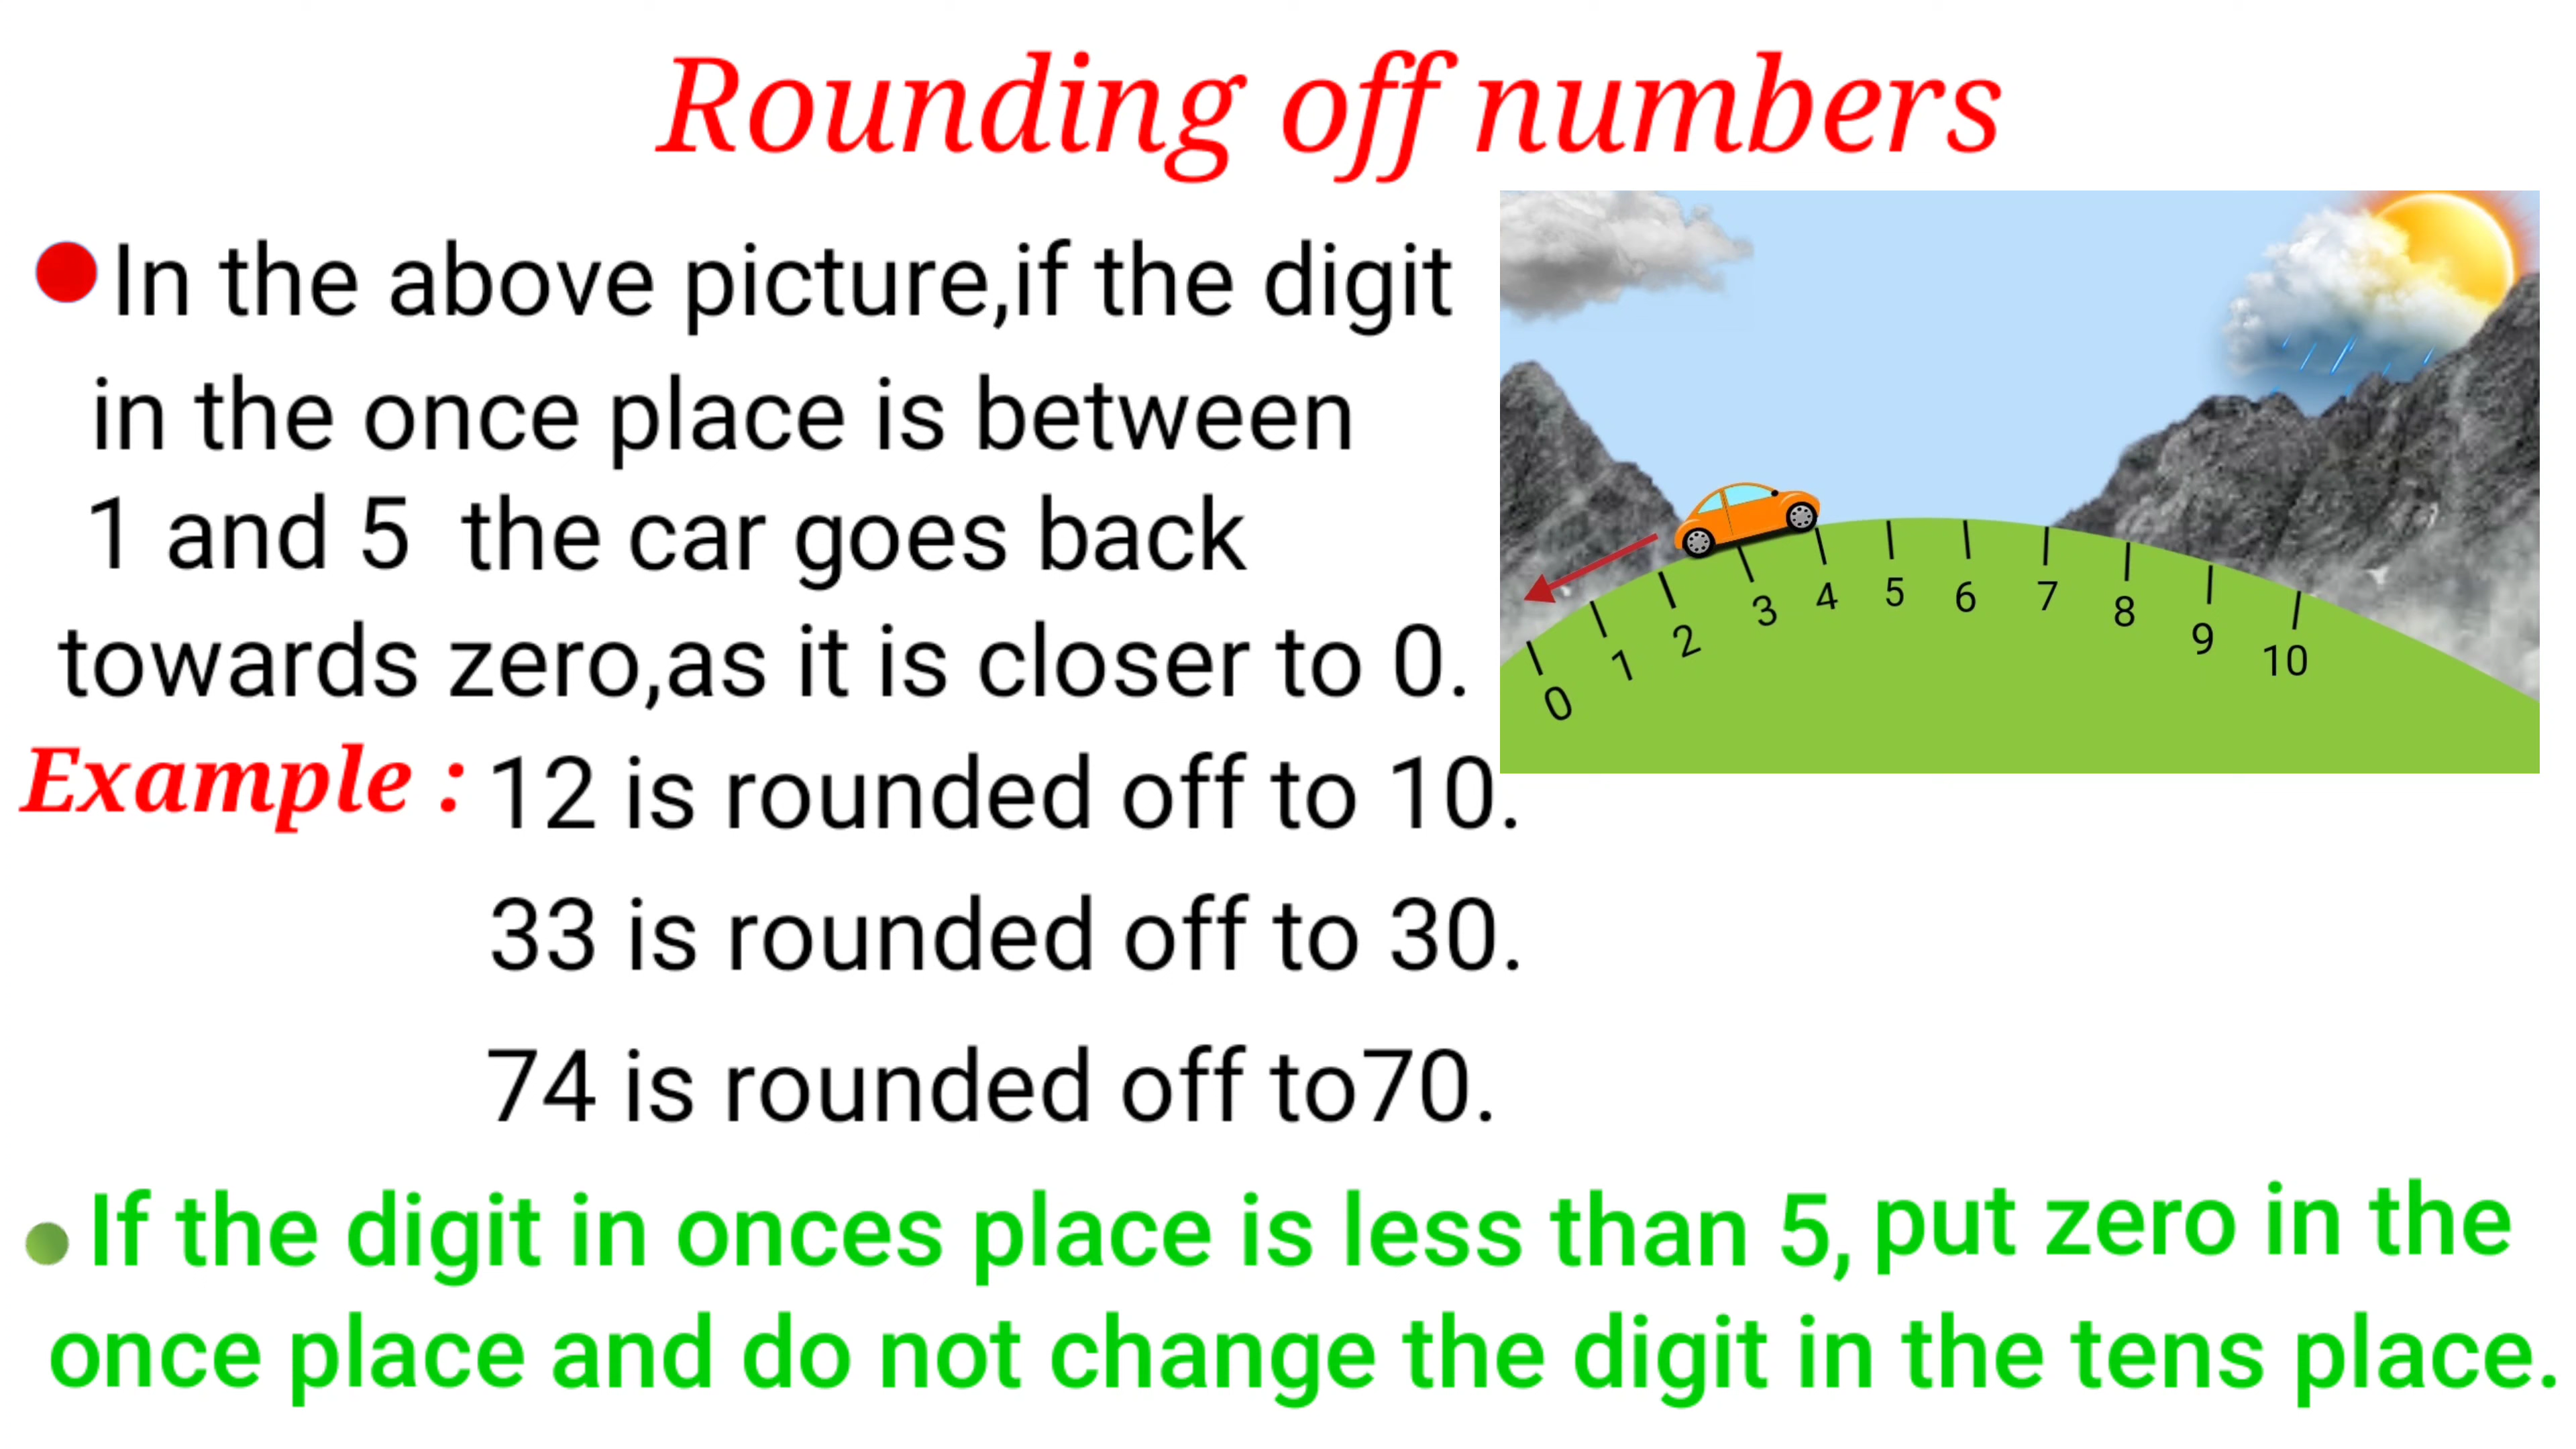 Rounding off numbers
In the above picture,if the digit
in the once place is between
1 and 5 the car goes back
towards zero,as it is closer to 0.
0 1 2 3 4 5 6 7 8 9 10
Example : 12 is rounded off to 10.
33 is rounded off to 30.
74 is rounded off to70.
If the digit in onces place is less than 5, put zero in the
once place and do not change the digit in the tens place.